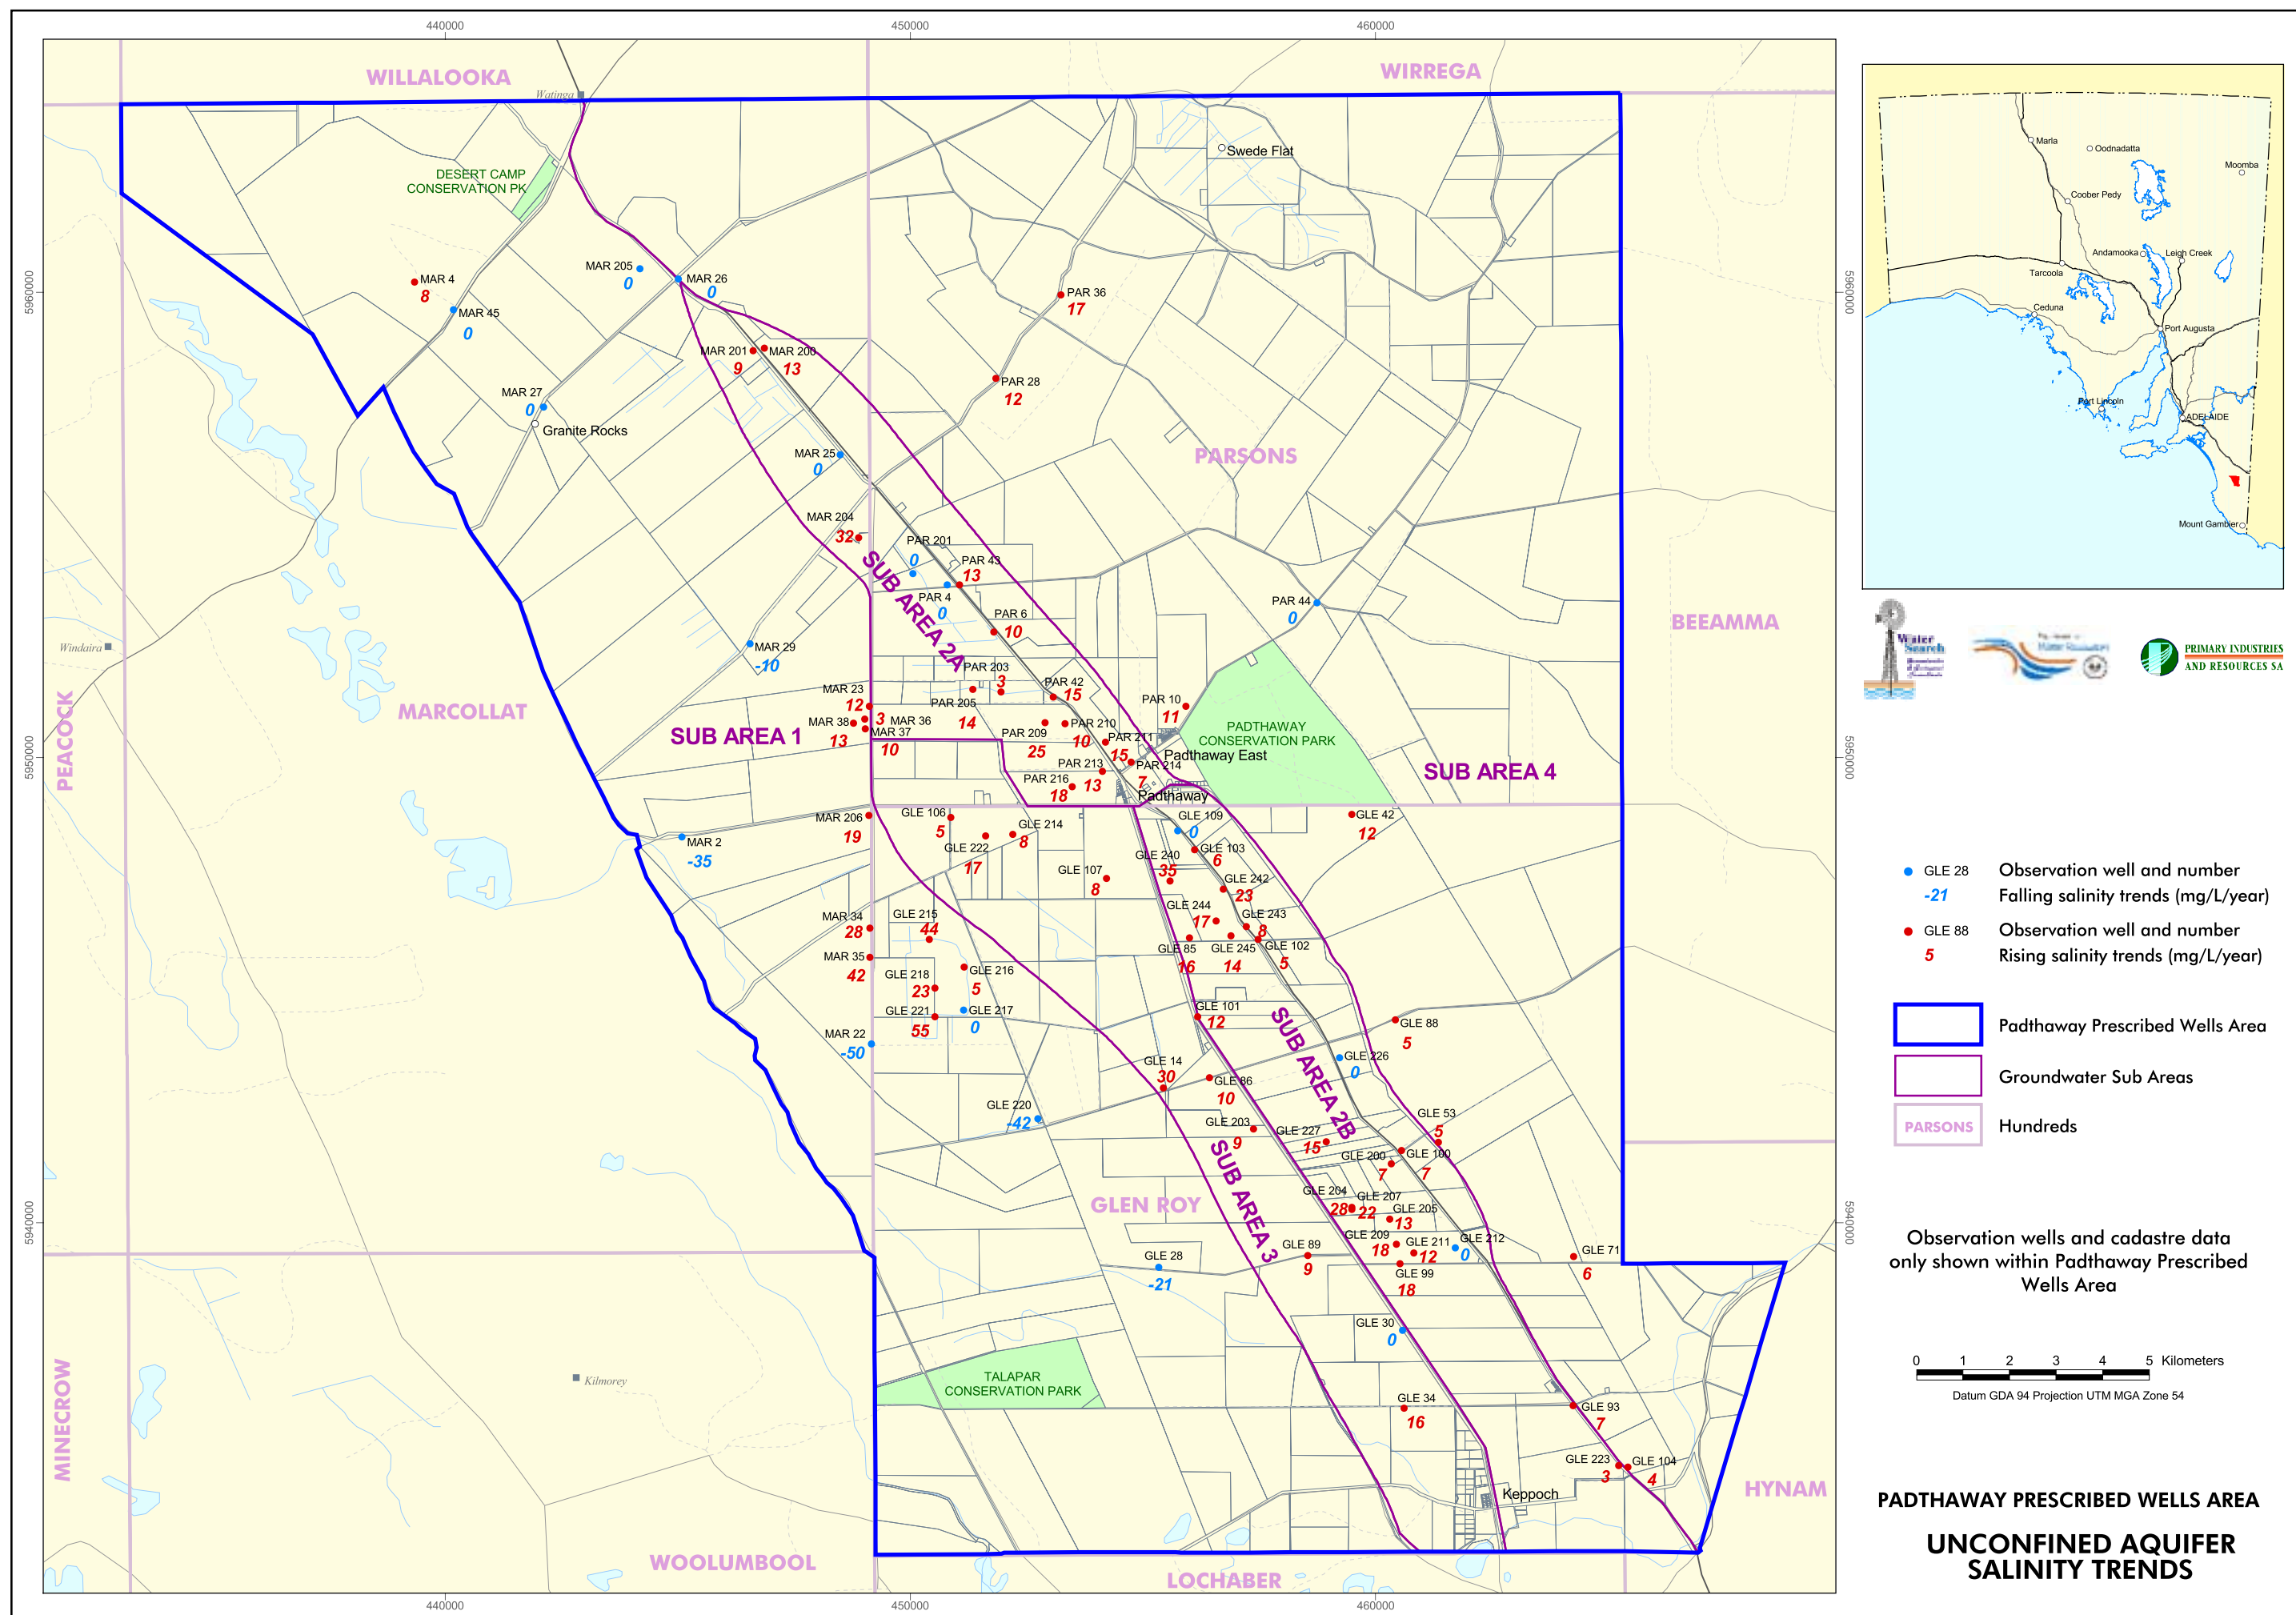 440000
450000
460000
WILLALOOKA
WIRREGA
Watinga
Swede Flat
DESERT CAMP
CONSERVATION PK
MAR 205
0
MAR 26
0
MAR 4
8
MAR 45
0
PAR 36
17
5960000
5960000
MAR 201
9
MAR 200
13
PAR 28
12
MAR 27
0
Granite Rocks
MAR 25
0
PARSONS
MAR 204
32
PAR 201
0
PAR 43
13
PAR 4
0
SUB AREA 2A
PAR 6
10
PAR 44
0
BEEAMMA
Windaira
MAR 29
-10
PAR 203
3
PAR 205
14
PAR 42
15
PAR 10
11
MAR 23
12
MAR 38
13
3
MAR 36
MAR 37
10
PAR 209
25
PAR 210
10
PAR 211
15
PADTHAWAY
CONSERVATION PARK
PEACOCK
MARCOLLAT
SUB AREA 1
Padthaway East
PAR 213
13
PAR 214
7
PAR 216
18
Padthaway
SUB AREA 4
5950000
5950000
MAR 206
19
GLE 106
5
GLE 214
8
GLE 222
17
GLE 109
0
GLE 42
12
MAR 2
-35
GLE 240
35
GLE 103
6
GLE 107
8
GLE 242
23
GLE 244
17
GLE 243
8
MAR 34
28
GLE 215
44
GLE 85
16
GLE 245
14
GLE 102
5
MAR 35
42
GLE 218
23
GLE 216
5
GLE 221
55
GLE 217
0
GLE 101
12
SUB AREA 2B
GLE 88
5
MAR 22
-50
GLE 226
0
GLE 14
30
GLE 86
10
GLE 220
-42
GLE 203
9
GLE 227
15
GLE 53
5
GLE 200
7
GLE 100
7
SUB AREA 3
GLEN ROY
GLE 204
28
GLE 207
22
GLE 205
13
GLE 209
18
GLE 211
12
GLE 212
0
GLE 71
6
5940000
5940000
GLE 28
-21
GLE 89
9
GLE 99
18
GLE 30
0
TALAPAR
CONSERVATION PARK
Kilmorey
MINECROW
GLE 34
16
GLE 93
7
GLE 223
3
GLE 104
4
Keppoch
HYNAM
WOOLUMBOOL
LOCHABER
440000
450000
460000
Marla
Oodnadatta
Moomba
Coober Pedy
Andamooka
Leigh Creek
Tarcoola
Ceduna
Port Augusta
Port Lincoln
ADELAIDE
Mount Gambier
Water
Search
PRIMARY INDUSTRIES
AND RESOURCES SA
GLE 28 Observation well and number
-21 Falling salinity trends (mg/L/year)
GLE 88 Observation well and number
5 Rising salinity trends (mg/L/year)
Padthaway Prescribed Wells Area
Groundwater Sub Areas
PARSONS Hundreds
Observation wells and cadastre data
only shown within Padthaway Prescribed
Wells Area
0 1 2 3 4 5 Kilometers
Datum GDA 94 Projection UTM MGA Zone 54
PADTHAWAY PRESCRIBED WELLS AREA
UNCONFINED AQUIFER
SALINITY TRENDS